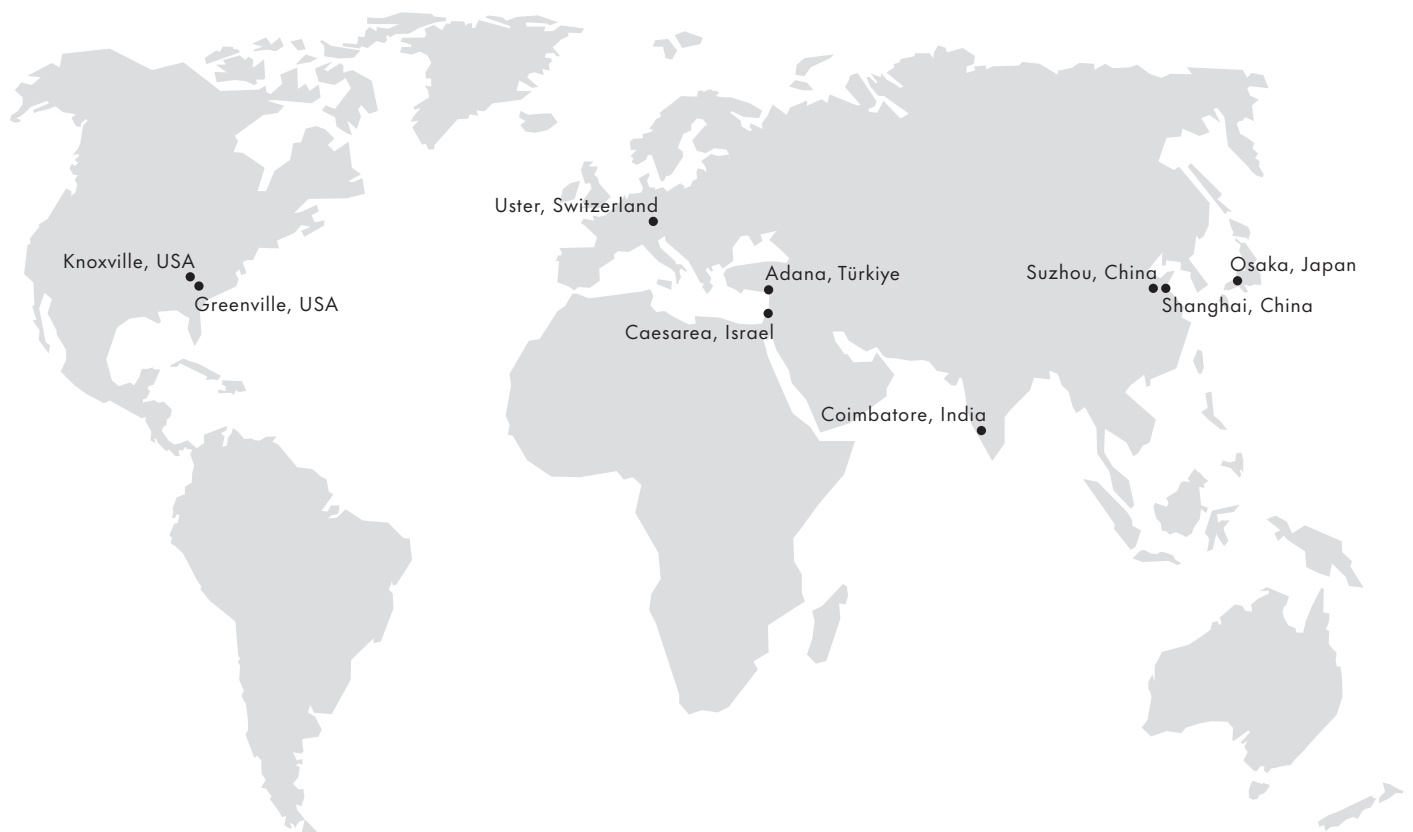 Uster, Switzerland
Knoxville, USA
Greenville, USA
Adana, Türkiye
Caesarea, Israel
Suzhou, China
Osaka, Japan
Shanghai, China
Coimbatore, India